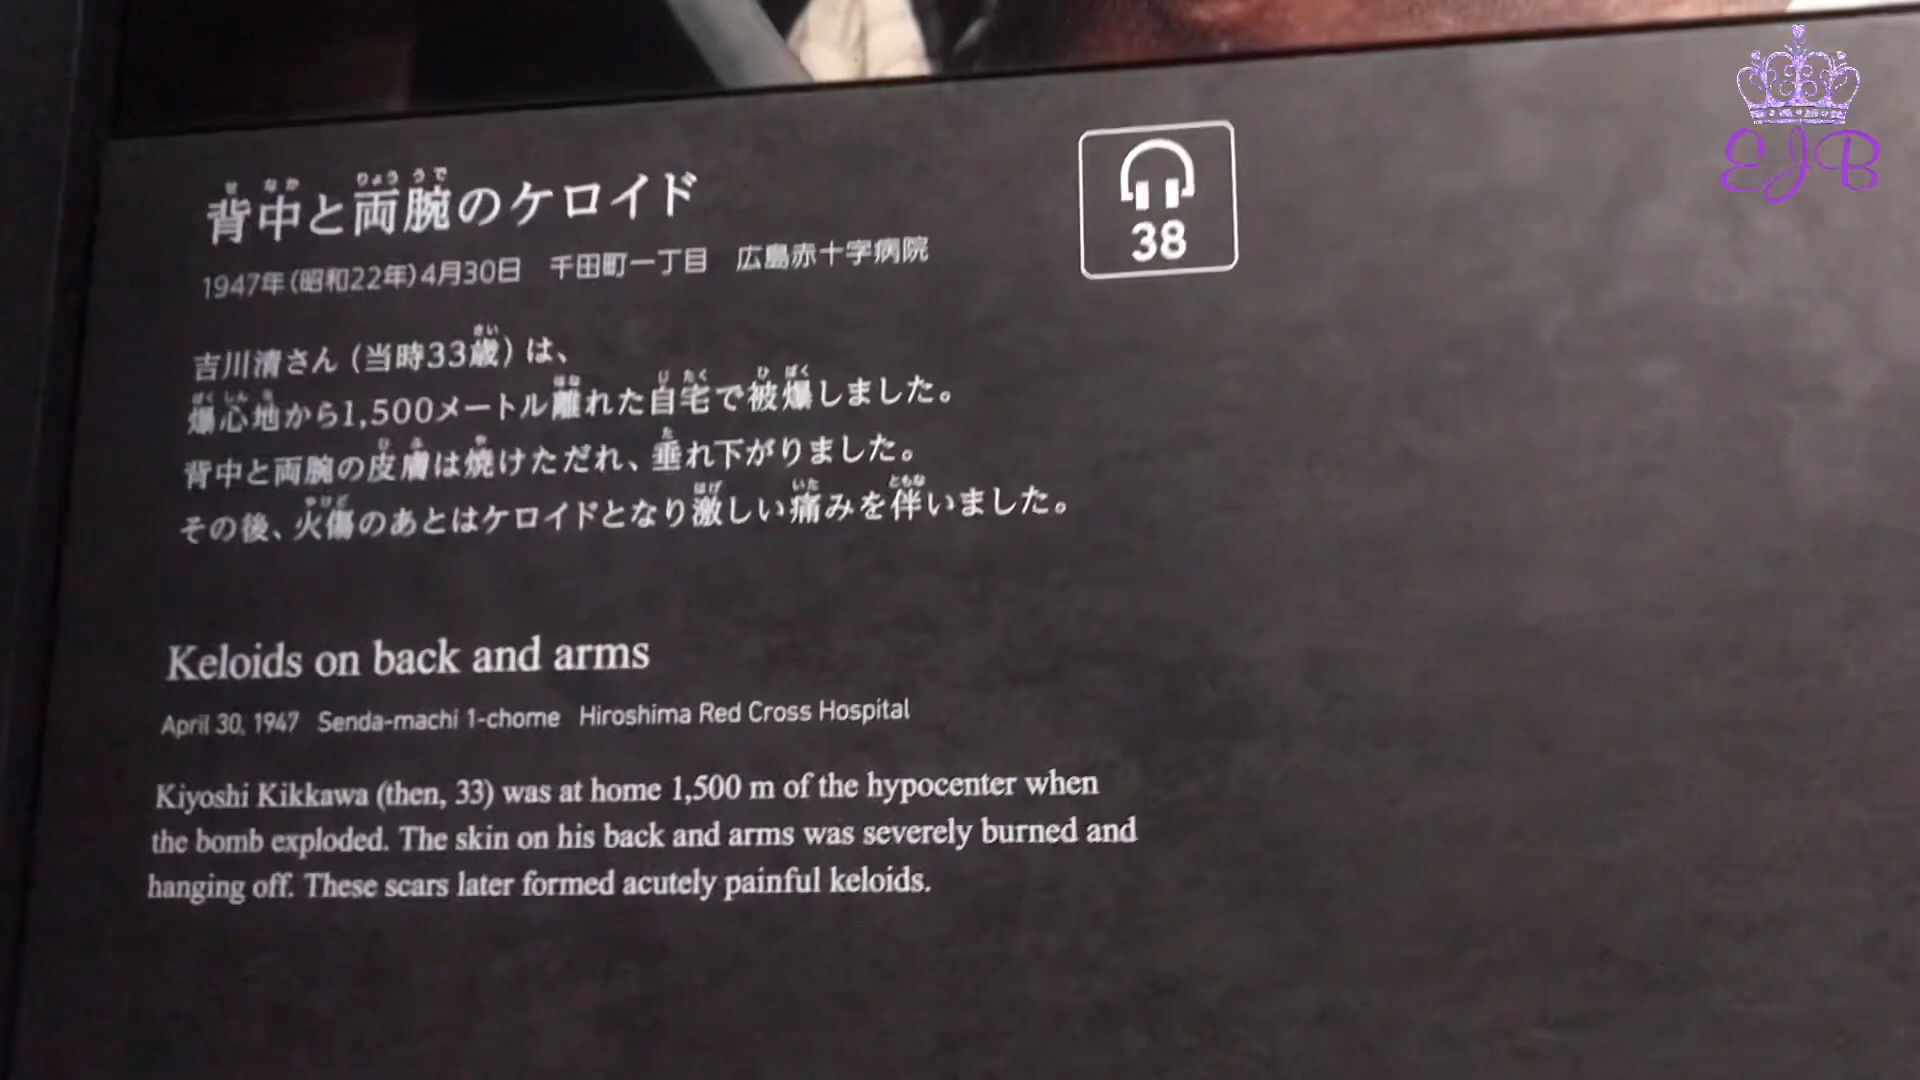 背中と両腕のケロイド
1947年(昭和22年)4月30日 千田町一丁目 広島赤十字病院
38
吉川清さん(当時33歳)は、
爆心地から1,500メートル離れた自宅で被爆しました。
背中と両腕の皮膚は焼けただれ、垂れ下がりました。
その後、火傷のあとはケロイドとなり激しい痛みを伴いました。
Keloids on back and arms
April 30, 1947 Senda-machi 1-chome Hiroshima Red Cross Hospital
Kiyoshi Kikkawa (then, 33) was at home 1,500 m of the hypocenter when
the bomb exploded. The skin on his back and arms was severely burned and
hanging off. These scars later formed acutely painful keloids.
EJB